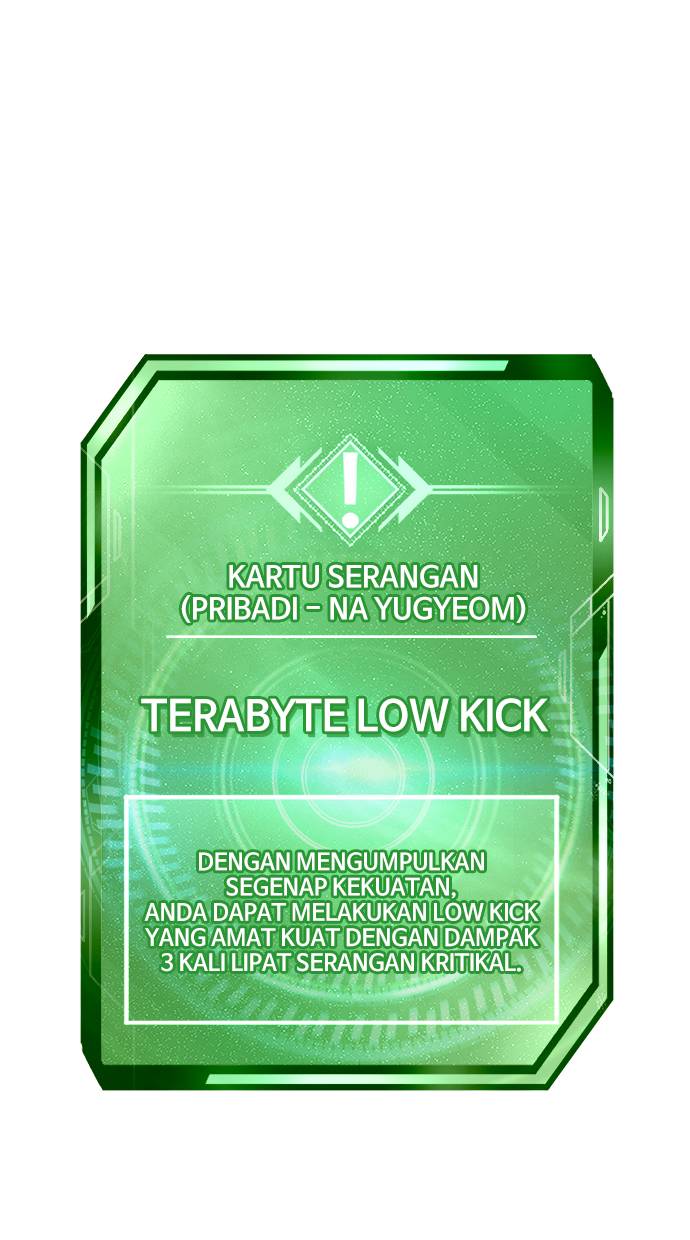 !
KARTU SERANGAN
(PRIBADI - NA YUGYEOM)
TERABYTE LOW KICK
DENGAN MENGUMPULKAN
SEGENAP KEKUATAN,
ANDA DAPAT MELAKUKAN LOW KICK
YANG AMAT KUAT DENGAN DAMPAK
3 KALI LIPAT SERANGAN KRITIKAL.